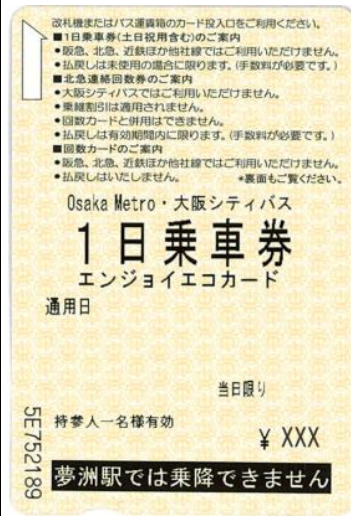 改札機またはバス運賃箱のカード投入口をご利用ください。
■1日乗車券(土日祝用含む)のご案内
●阪急、北急、近鉄ほか他社線ではご利用いただけません。
●払戻しは未使用の場合に限ります。(手数料が必要です。)
■北急連絡回数券のご案内
●大阪シティバスではご利用いただけません。
●乗継割引は適用されません。
●回数カードと併用はできません。
●払戻しは有効期間内に限ります。(手数料が必要です。)
■回数カードのご案内
●阪急、北急、近鉄ほか他社線ではご利用いただけません。
●払戻しはいたしません。 *裏面もご覧ください。
Osaka Metro・大阪シティバス
1日乗車券
エンジョイエコカード
通用日
当日限り
持参人一名様有効
¥ XXX
夢洲駅では乗降できません
5E752189